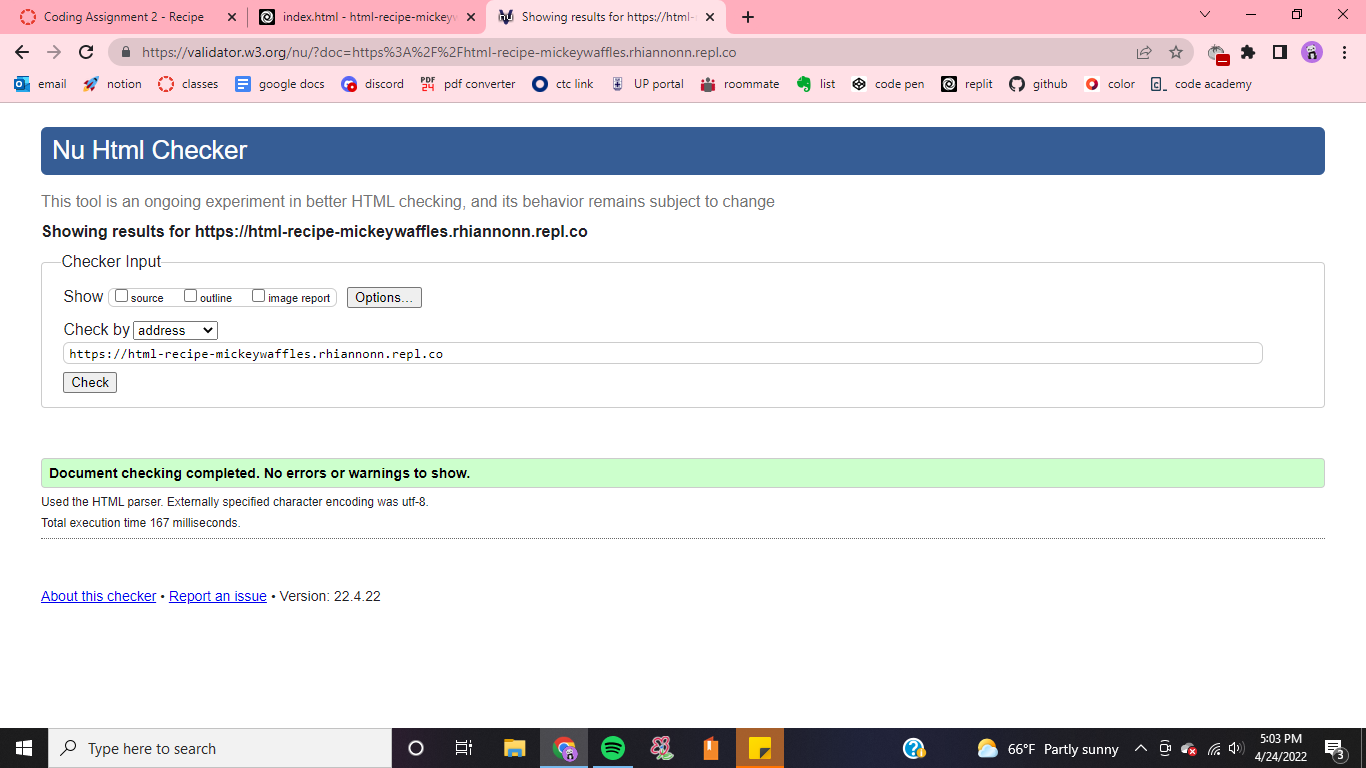 Coding Assignment 2 - Recipe
index.html - html-recipe-mickeyw
Showing results for https://html-
https://validator.w3.org/nu/?doc=https%3A%2F%2Fhtml-recipe-mickeywaffles.rhiannonn.repl.co
email notion classes google docs discord PDF 24 pdf converter ctc link UP portal roommate list code pen replit github color code academy
Nu Html Checker
This tool is an ongoing experiment in better HTML checking, and its behavior remains subject to change
Showing results for https://html-recipe-mickeywaffles.rhiannonn.repl.co
Checker Input
Show source outline image report Options...
Check by address
https://html-recipe-mickeywaffles.rhiannonn.repl.co
Check
Document checking completed. No errors or warnings to show.
Used the HTML parser. Externally specified character encoding was utf-8.
Total execution time 167 milliseconds.
About this checker • Report an issue • Version: 22.4.22
Type here to search
66°F Partly sunny
5:03 PM
4/24/2022
3